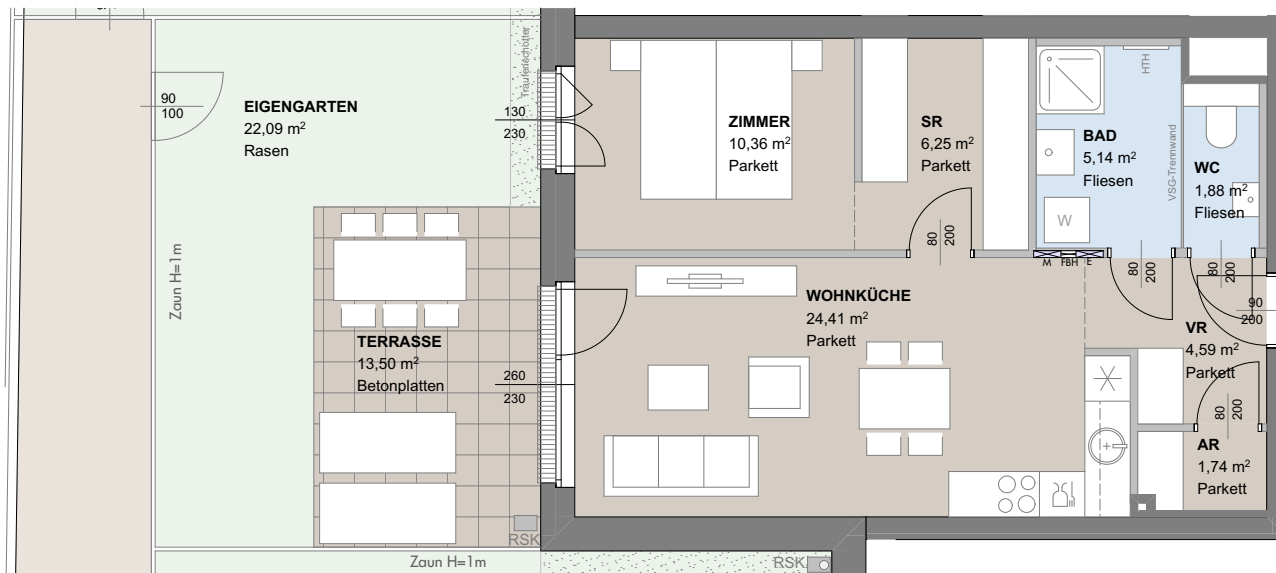 90
100
EIGENGARTEN
22,09 m²
Rasen
Traufenschotter
130
230
ZIMMER
10,36 m²
Parkett
SR
6,25 m²
Parkett
80
200
HTH
BAD
5,14 m²
Fliesen
VSG-Trennwand
W
WC
1,88 m²
Fliesen
M
FBH
E
80
200
80
200
90
200
Zaun H=1m
TERRASSE
13,50 m²
Betonplatten
260
230
WOHNKÜCHE
24,41 m²
Parkett
VR
4,59 m²
Parkett
80
200
AR
1,74 m²
Parkett
RSK
Zaun H=1m
RSK